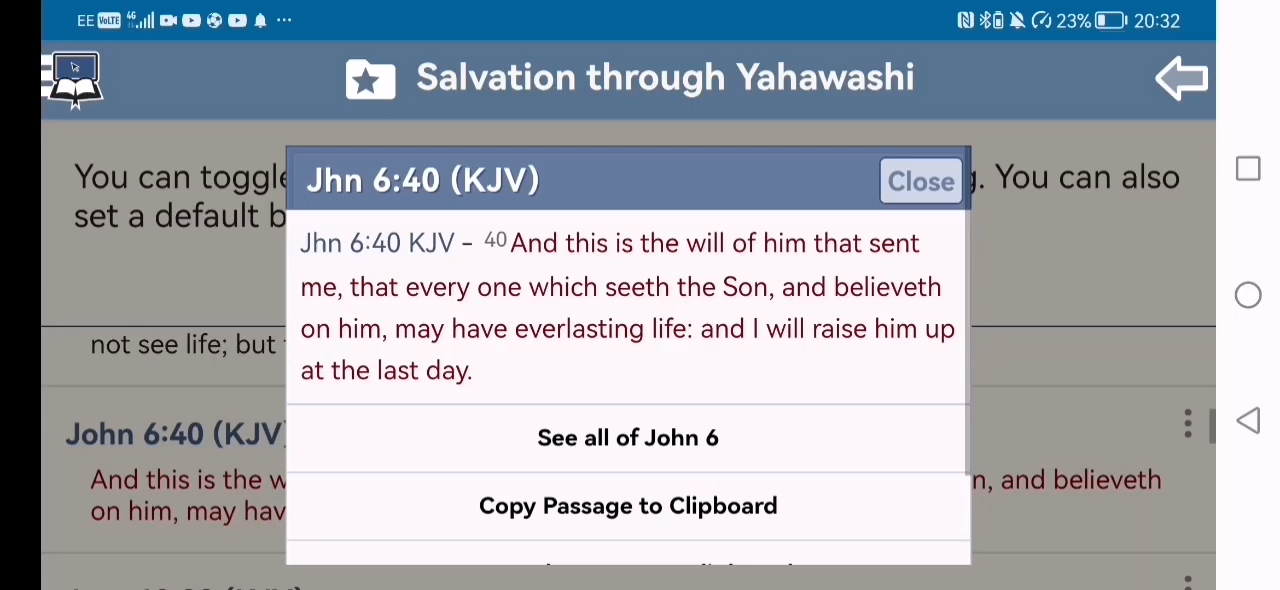 EE VoLTE 4G 23% 20:32
Salvation through Yahawashi
You can toggle . You can also
set a default b
Jhn 6:40 (KJV) Close
Jhn 6:40 KJV - 40 And this is the will of him that sent
me, that every one which seeth the Son, and believeth
on him, may have everlasting life: and I will raise him up
at the last day.
not see life; but
See all of John 6
John 6:40 (KJV)
And this is the w n, and believeth
on him, may hav
Copy Passage to Clipboard